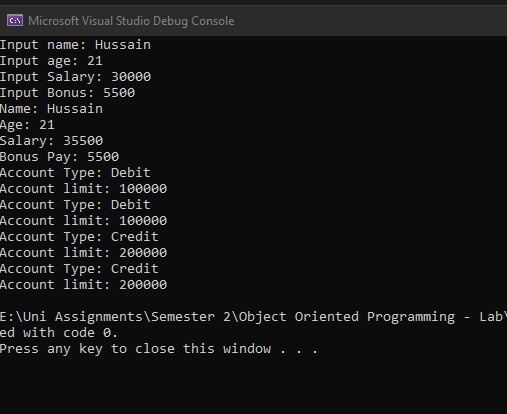 C:\
Microsoft Visual Studio Debug Console
Input name: Hussain
Input age: 21
Input Salary: 30000
Input Bonus: 5500
Name: Hussain
Age: 21
Salary: 35500
Bonus Pay: 5500
Account Type: Debit
Account limit: 100000
Account Type: Debit
Account limit: 100000
Account Type: Credit
Account limit: 200000
Account Type: Credit
Account limit: 200000
E:\Uni Assignments\Semester 2\Object Oriented Programming - Lab\
ed with code 0.
Press any key to close this window . . .